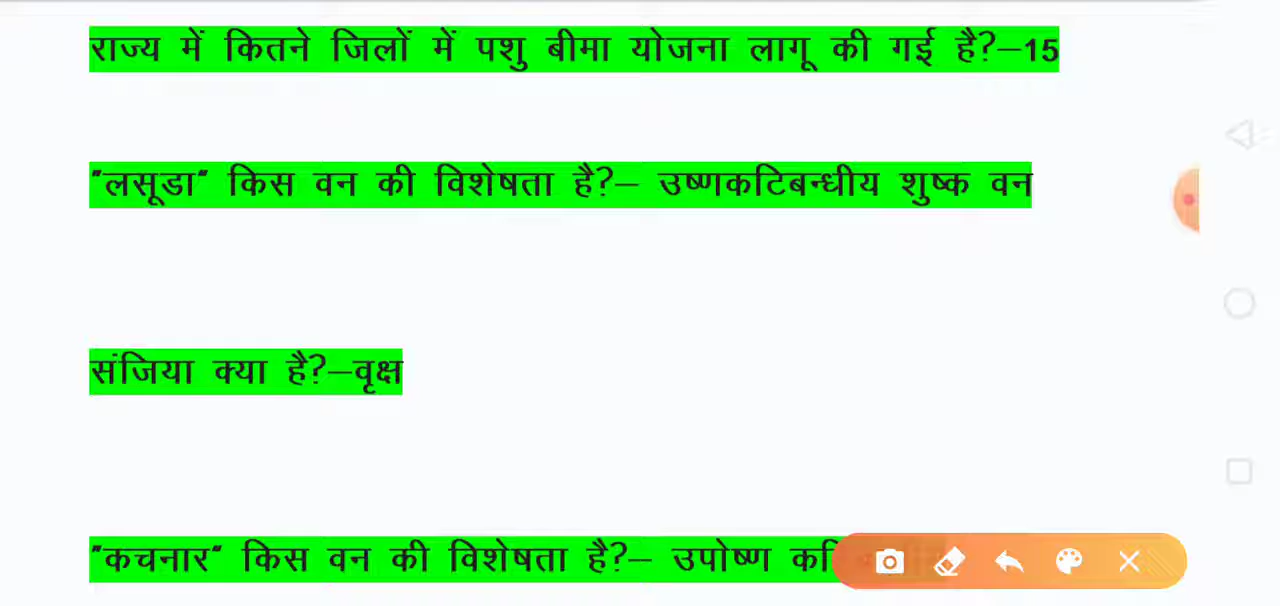 राज्य में कितने जिलों में पशु बीमा योजना लागू की गई है?–15
"लसूडा" किस वन की विशेषता है?– उष्णकटिबन्धीय शुष्क वन
संजिया क्या है?–वृक्ष
"कचनार" किस वन की विशेषता है?– उपोष्ण